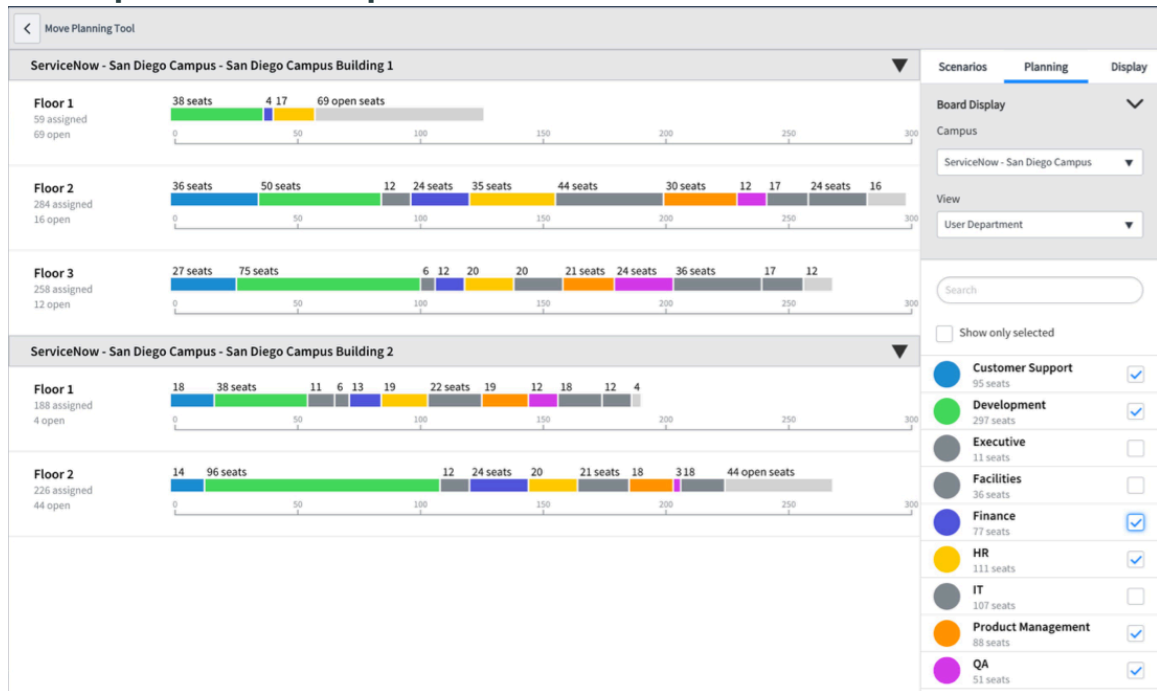 Move Planning Tool
ServiceNow - San Diego Campus - San Diego Campus Building 1
Floor 1
59 assigned
69 open
38 seats 4 17 69 open seats
0 50 100 150 200 250 300
Floor 2
284 assigned
16 open
36 seats 50 seats 12 24 seats 35 seats 44 seats 30 seats 12 17 24 seats 16
0 50 100 150 200 250 300
Floor 3
258 assigned
12 open
27 seats 75 seats 6 12 20 20 21 seats 24 seats 36 seats 17 12
0 50 100 150 200 250 300
ServiceNow - San Diego Campus - San Diego Campus Building 2
Floor 1
188 assigned
4 open
18 38 seats 11 6 13 19 22 seats 19 12 18 12 4
0 50 100 150 200 250 300
Floor 2
226 assigned
44 open
14 96 seats 12 24 seats 20 21 seats 18 3 18 44 open seats
0 50 100 150 200 250 300
Scenarios Planning Display
Board Display
Campus
ServiceNow - San Diego Campus
View
User Department
Search
Show only selected
Customer Support
95 seats
Development
297 seats
Executive
11 seats
Facilities
36 seats
Finance
77 seats
HR
111 seats
IT
107 seats
Product Management
88 seats
QA
51 seats